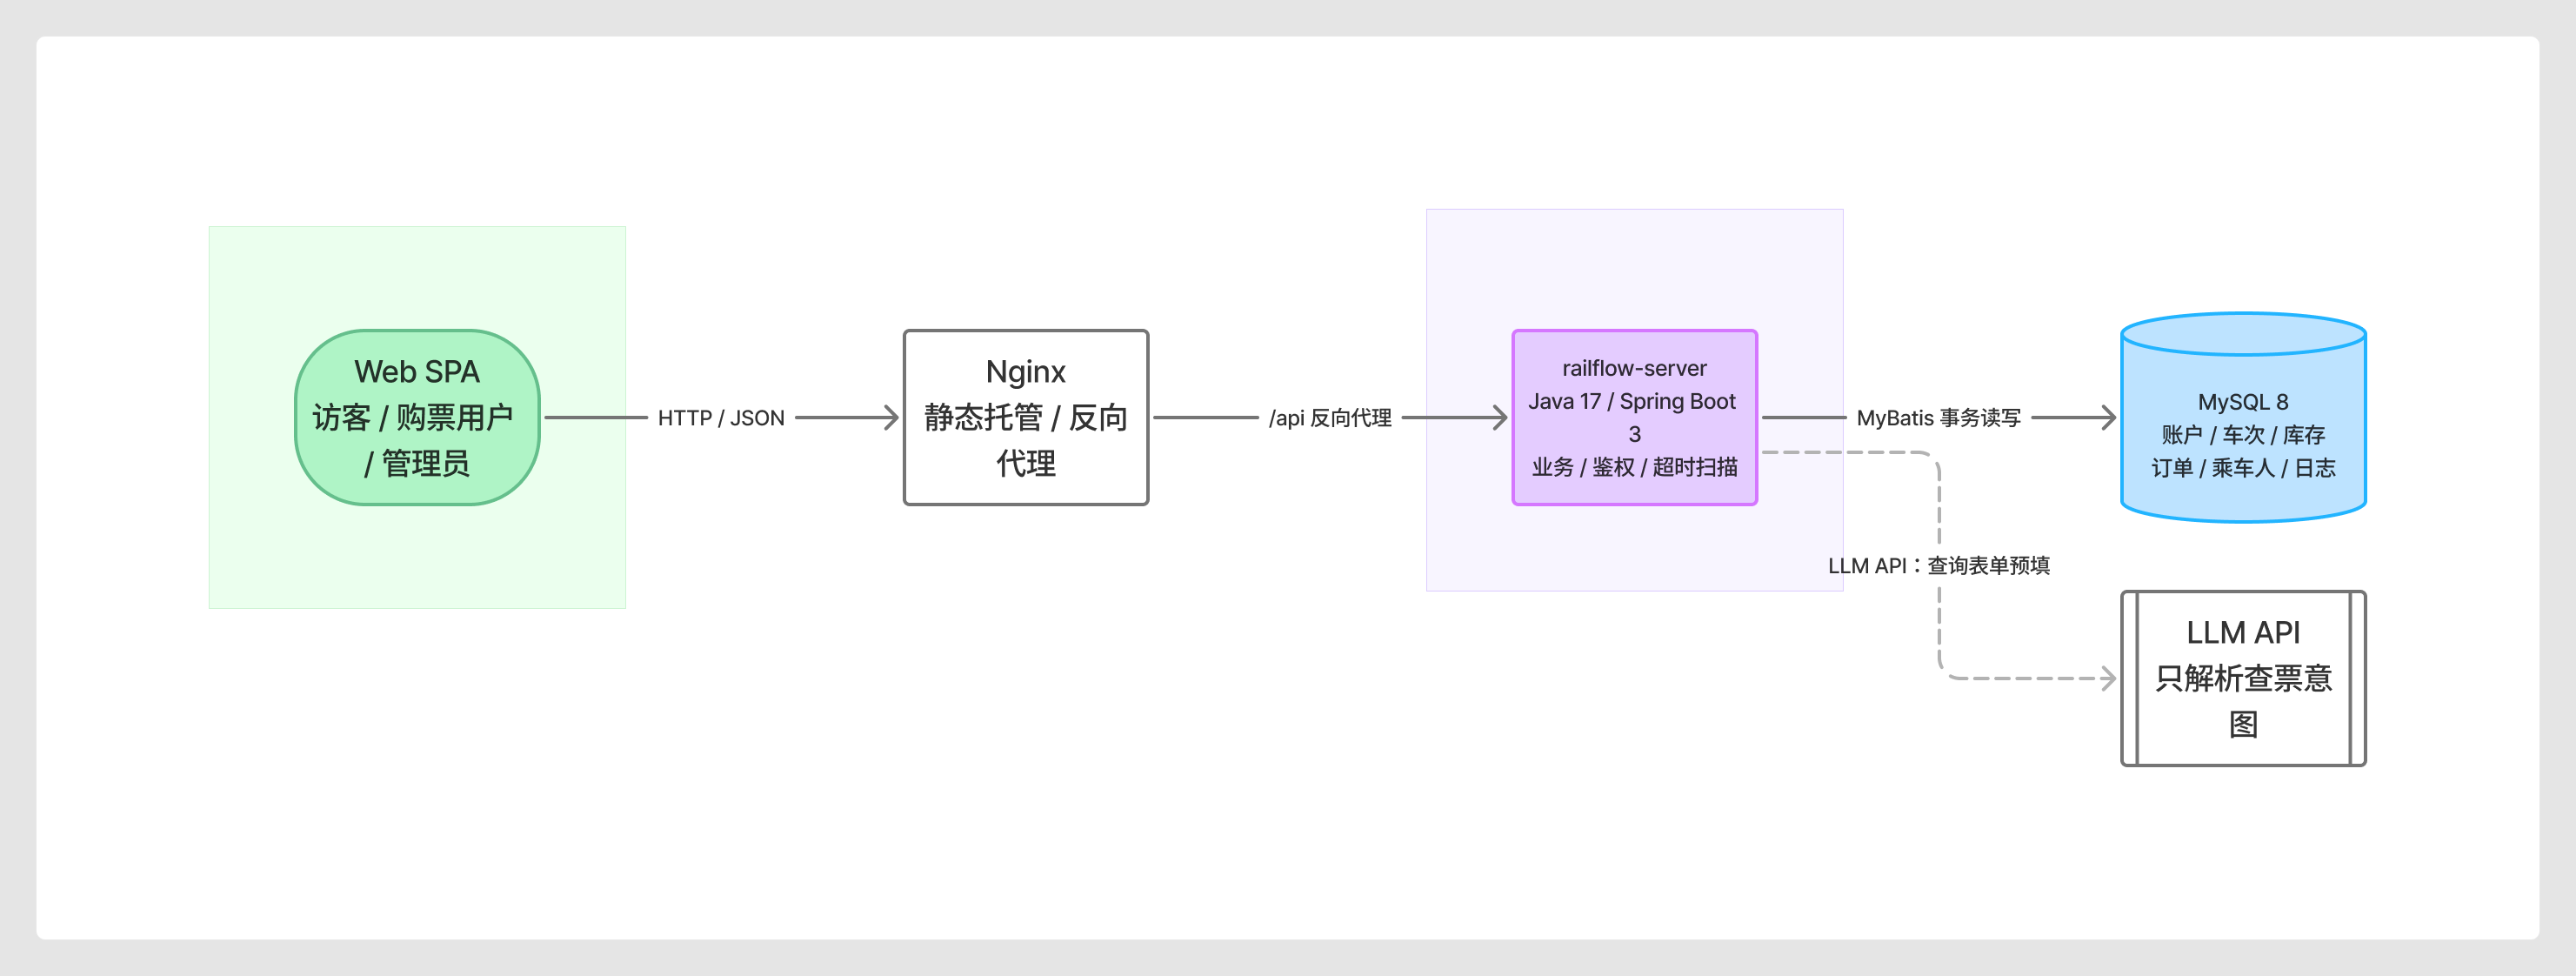 Web SPA
访客 / 购票用户
/ 管理员
HTTP / JSON
Nginx
静态托管 / 反向
代理
/api 反向代理
railflow-server
Java 17 / Spring Boot
3
业务 / 鉴权 / 超时扫描
MyBatis 事务读写
MySQL 8
账户 / 车次 / 库存
订单 / 乘车人 / 日志
LLM API：查询表单预填
LLM API
只解析查票意
图